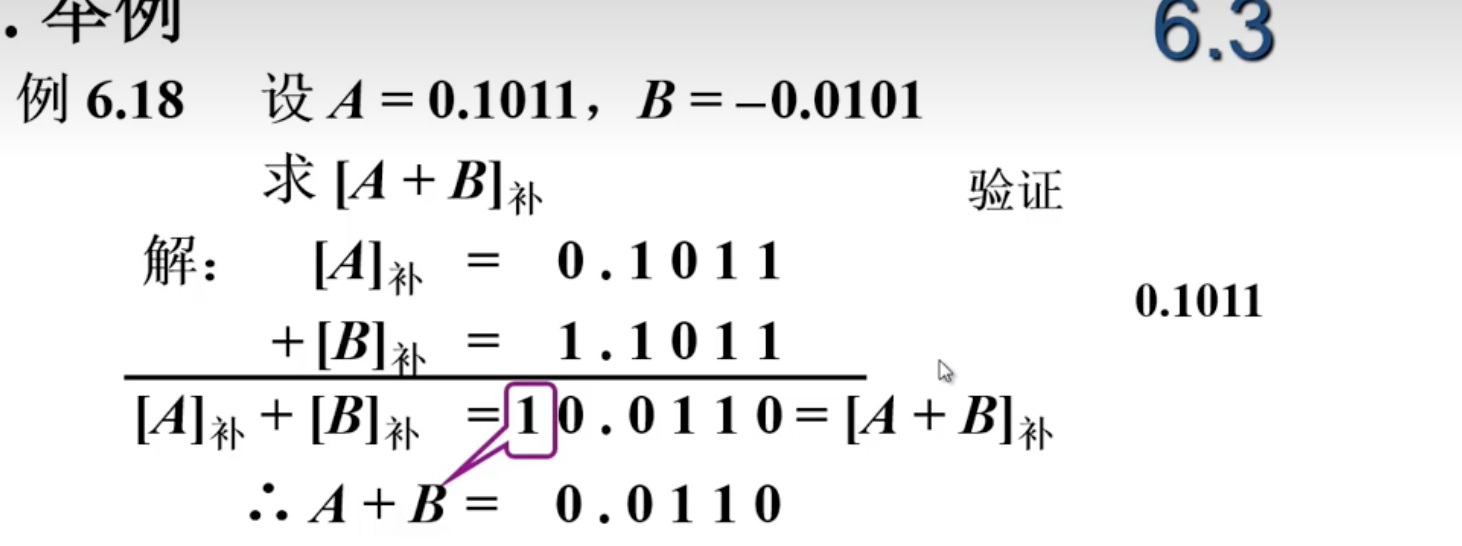 . 举例
6.3
例 6.18 设 A = 0.1011，B = –0.0101
求 [A + B]补
验证
解： [A]补 = 0 . 1 0 1 1
0.1011
+ [B]补 = 1 . 1 0 1 1
[A]补 + [B]补 = 1 0 . 0 1 1 0 = [A + B]补
∴ A + B = 0 . 0 1 1 0